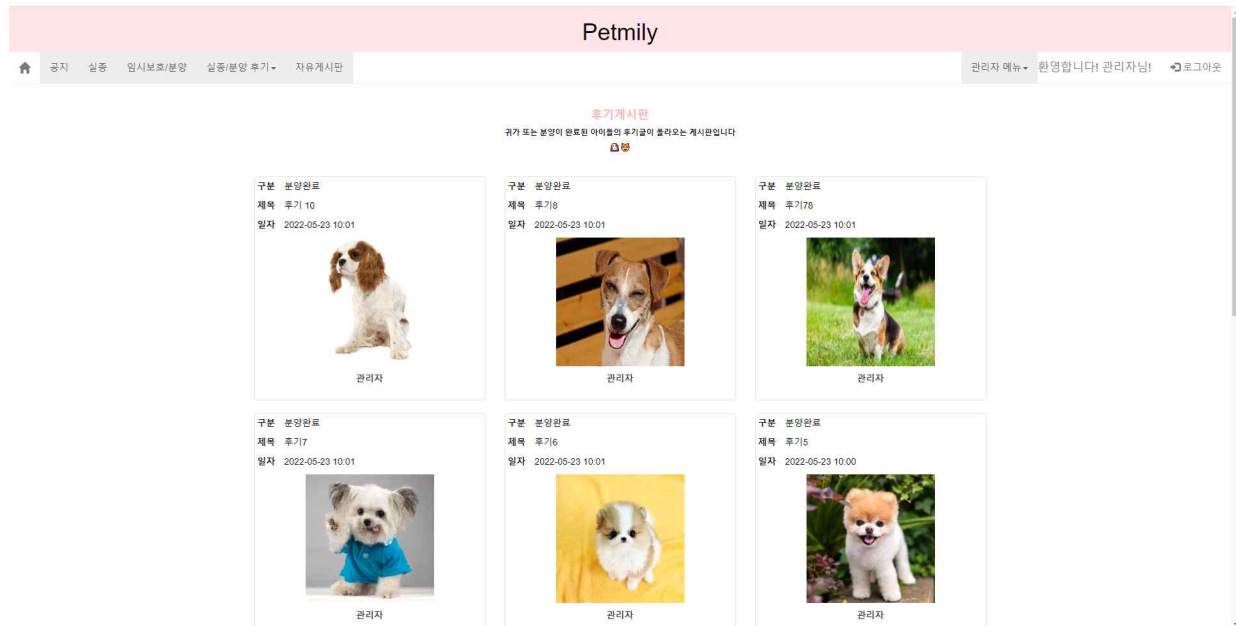 Petmily
공지 실종 임시보호/분양 실종/분양 후기 자유게시판 관리자 메뉴 환영합니다! 관리자님! 로그아웃
후기게시판
귀가 또는 분양이 완료된 아이들의 후기글이 올라오는 게시판입니다
구분 분양완료
제목 후기 10
일자 2022-05-23 10:01
관리자
구분 분양완료
제목 후기8
일자 2022-05-23 10:01
관리자
구분 분양완료
제목 후기78
일자 2022-05-23 10:01
관리자
구분 분양완료
제목 후기7
일자 2022-05-23 10:01
관리자
구분 분양완료
제목 후기6
일자 2022-05-23 10:01
관리자
구분 분양완료
제목 후기5
일자 2022-05-23 10:00
관리자